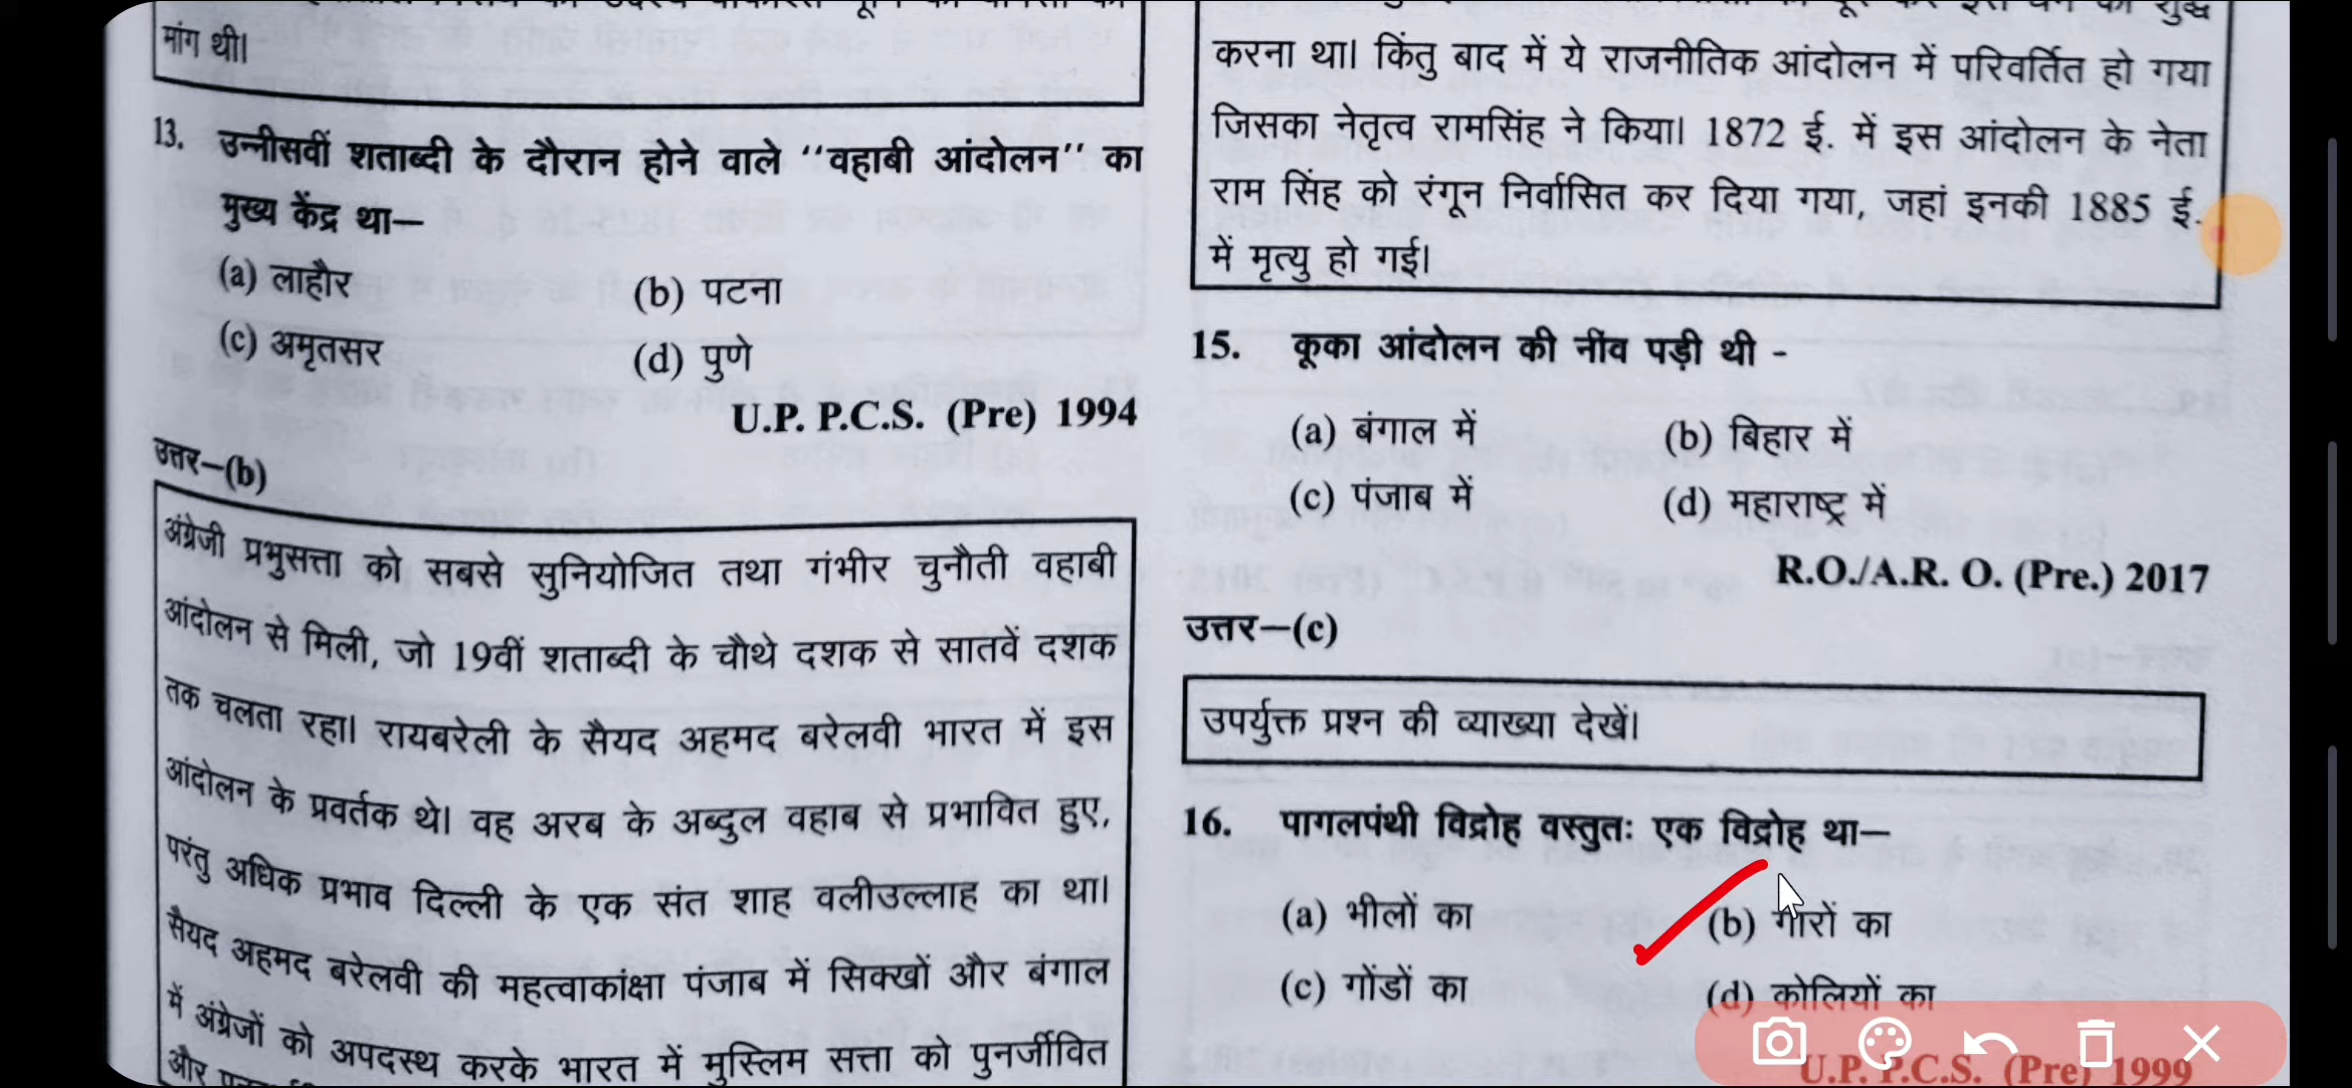 मांग थी।
13. उन्नीसवीं शताब्दी के दौरान होने वाले ‘‘वहाबी आंदोलन’’ का
मुख्य केंद्र था–
(a) लाहौर (b) पटना
(c) अमृतसर (d) पुणे
U.P. P.C.S. (Pre) 1994
उत्तर–(b)
अंग्रेजी प्रभुसत्ता को सबसे सुनियोजित तथा गंभीर चुनौती वहाबी
आंदोलन से मिली, जो 19वीं शताब्दी के चौथे दशक से सातवें दशक
तक चलता रहा। रायबरेली के सैयद अहमद बरेलवी भारत में इस
आंदोलन के प्रवर्तक थे। वह अरब के अब्दुल वहाब से प्रभावित हुए,
परंतु अधिक प्रभाव दिल्ली के एक संत शाह वलीउल्लाह का था।
सैयद अहमद बरेलवी की महत्वाकांक्षा पंजाब में सिक्खों और बंगाल
में अंग्रेजों को अपदस्थ करके भारत में मुस्लिम सत्ता को पुनर्जीवित
और
करना था। किंतु बाद में ये राजनीतिक आंदोलन में परिवर्तित हो गया
जिसका नेतृत्व रामसिंह ने किया। 1872 ई. में इस आंदोलन के नेता
राम सिंह को रंगून निर्वासित कर दिया गया, जहां इनकी 1885 ई.
में मृत्यु हो गई।
15. कूका आंदोलन की नींव पड़ी थी -
(a) बंगाल में (b) बिहार में
(c) पंजाब में (d) महाराष्ट्र में
R.O./A.R. O. (Pre.) 2017
उत्तर–(c)
उपर्युक्त प्रश्न की व्याख्या देखें।
16. पागलपंथी विद्रोह वस्तुतः एक विद्रोह था–
(a) भीलों का (b) गारों का
(c) गोंडों का (d) कोलियों का
U.P. P.C.S. (Pre) 1999